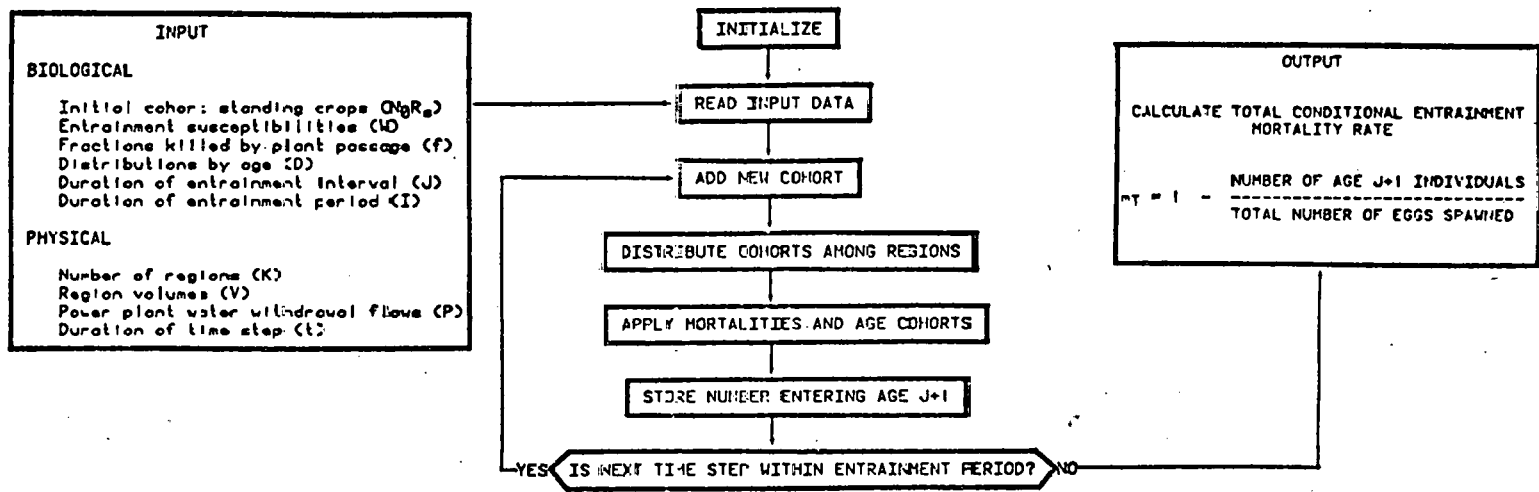 INPUT
BIOLOGICAL
Initial cohort standing crops (N₀Rₛ)
Entrainment susceptibilities (W)
Fractions killed by plant passage (f)
Distributions by age (D)
Duration of entrainment interval (J)
Duration of entrainment period (I)
PHYSICAL
Number of regions (K)
Region volumes (V)
Power plant water withdrawal flows (P)
Duration of time step (t)
INITIALIZE
READ INPUT DATA
ADD NEW COHORT
DISTRIBUTE COHORTS AMONG REGIONS
APPLY MORTALITIES AND AGE COHORTS
STORE NUMBER ENTERING AGE J+1
YES IS NEXT TIME STEP WITHIN ENTRAINMENT PERIOD? NO
OUTPUT
CALCULATE TOTAL CONDITIONAL ENTRAINMENT
MORTALITY RATE
mT = 1 - NUMBER OF AGE J+1 INDIVIDUALS
TOTAL NUMBER OF EGGS SPAWNED